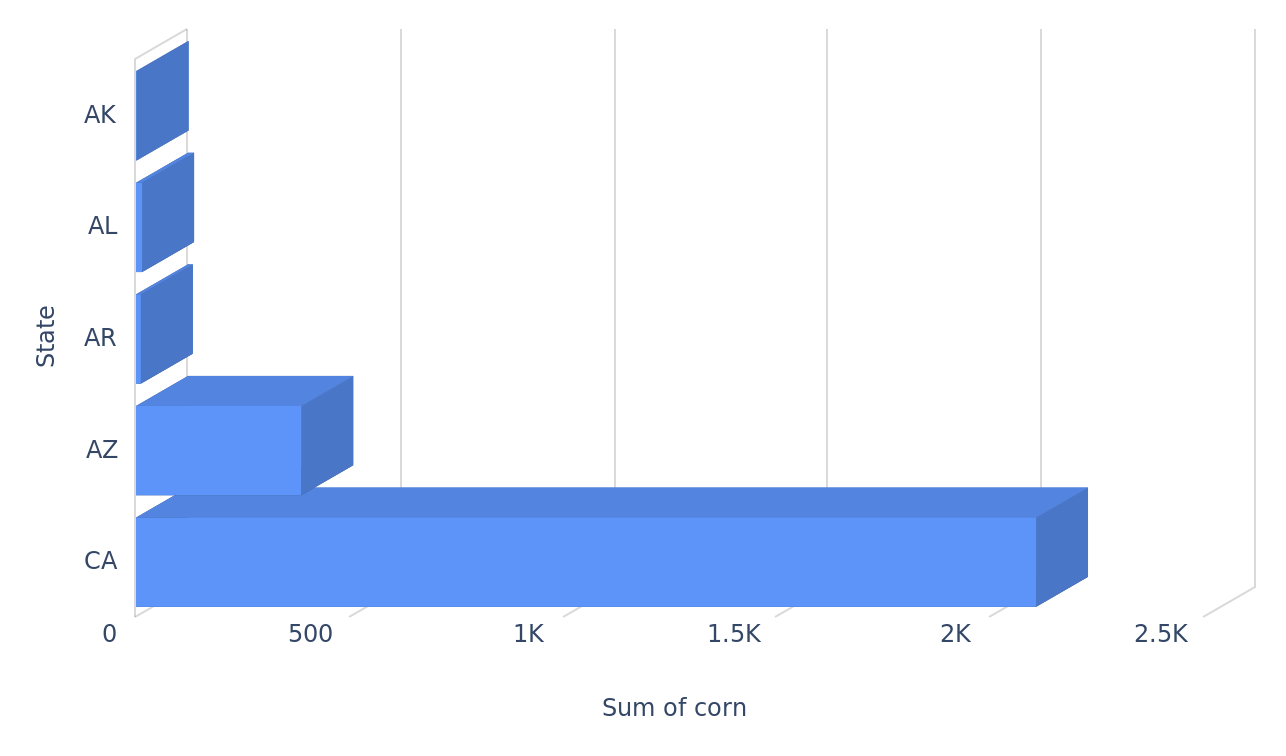 AK
AL
AR
AZ
CA
State
0
500
1K
1.5K
2K
2.5K
Sum of corn